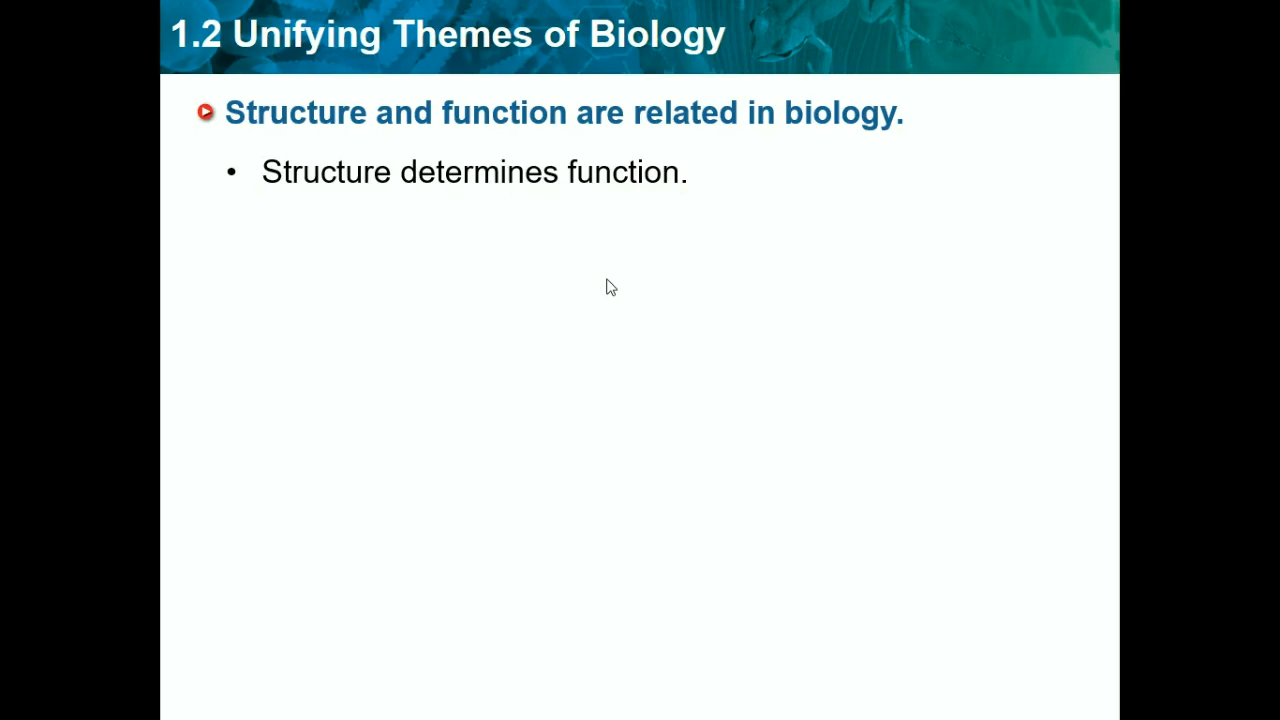 1.2 Unifying Themes of Biology
Structure and function are related in biology.
• Structure determines function.